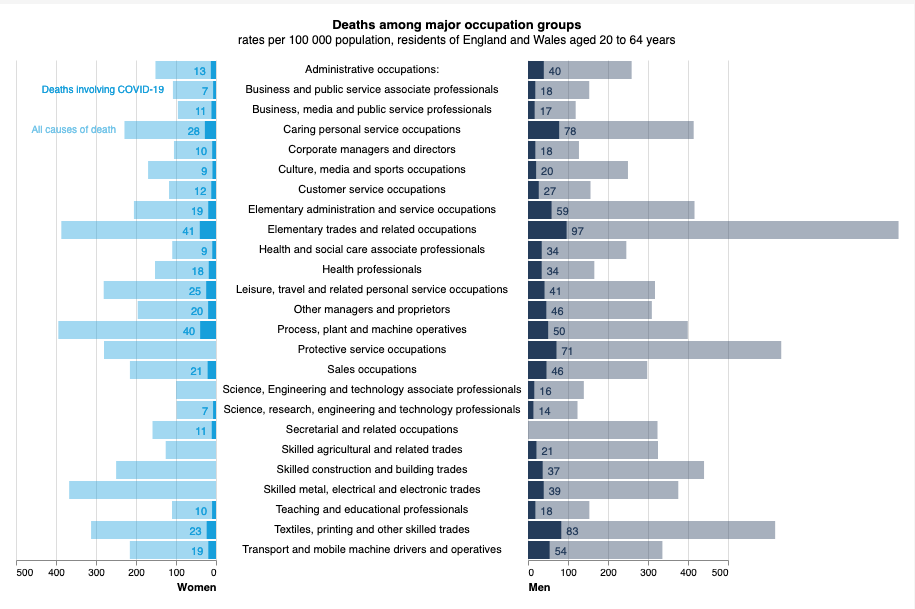 Deaths among major occupation groups
rates per 100 000 population, residents of England and Wales aged 20 to 64 years
13 Administrative occupations: 40
Deaths involving COVID-19 7 Business and public service associate professionals 18
11 Business, media and public service professionals 17
All causes of death 28 Caring personal service occupations 78
10 Corporate managers and directors 18
9 Culture, media and sports occupations 20
12 Customer service occupations 27
19 Elementary administration and service occupations 59
41 Elementary trades and related occupations 97
9 Health and social care associate professionals 34
18 Health professionals 34
25 Leisure, travel and related personal service occupations 41
20 Other managers and proprietors 46
40 Process, plant and machine operatives 50
Protective service occupations 71
21 Sales occupations 46
Science, Engineering and technology associate professionals 16
7 Science, research, engineering and technology professionals 14
11 Secretarial and related occupations
Skilled agricultural and related trades 21
Skilled construction and building trades 37
Skilled metal, electrical and electronic trades 39
10 Teaching and educational professionals 18
23 Textiles, printing and other skilled trades 83
19 Transport and mobile machine drivers and operatives 54
500 400 300 200 100 0 0 100 200 300 400 500
Women Men